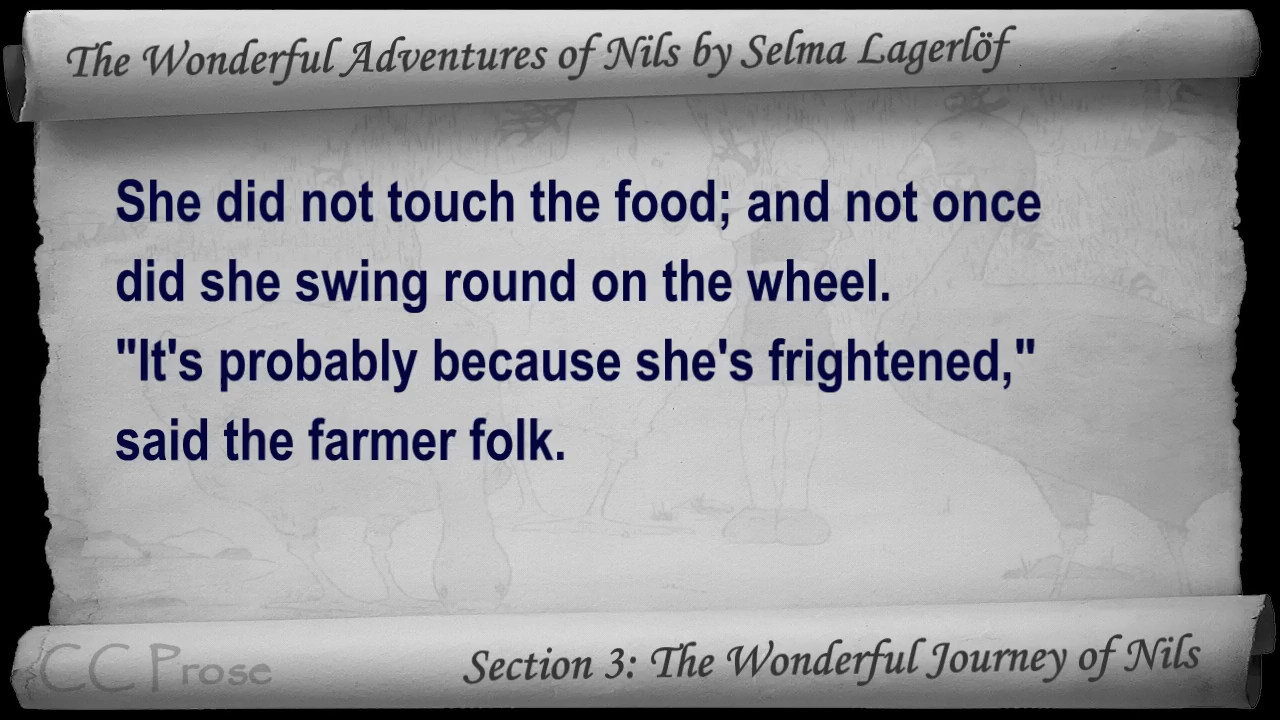 The Wonderful Adventures of Nils by Selma Lagerlöf
She did not touch the food; and not once
did she swing round on the wheel.
"It's probably because she's frightened,"
said the farmer folk.
CC Prose
Section 3: The Wonderful Journey of Nils